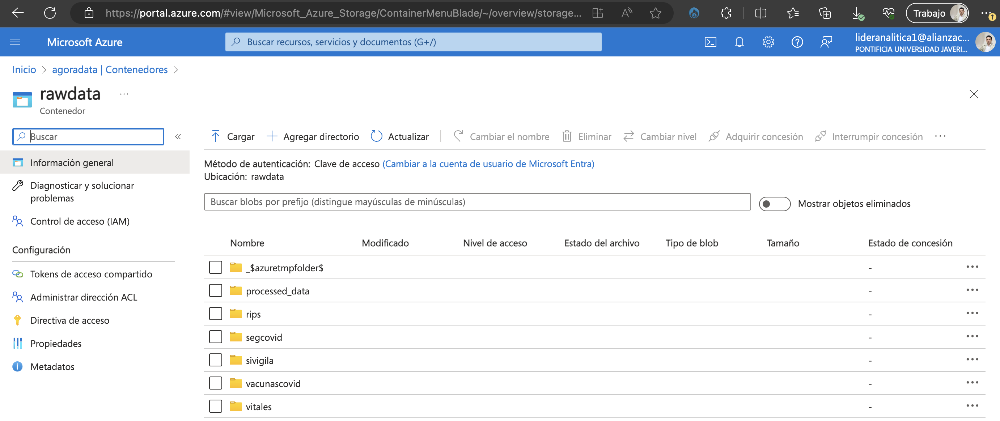 https://portal.azure.com/#view/Microsoft_Azure_Storage/ContainerMenuBlade/~/overview/storage...
Trabajo
Microsoft Azure
Buscar recursos, servicios y documentos (G+/)
lideranalitica1@alianzac...
PONTIFICIA UNIVERSIDAD JAVERI...
Inicio > agoradata | Contenedores >
rawdata ...
Contenedor
Buscar «
Cargar Agregar directorio Actualizar Cambiar el nombre Eliminar Cambiar nivel Adquirir concesión Interrumpir concesión ...
Información general
Diagnosticar y solucionar
problemas
Control de acceso (IAM)
Configuración
Tokens de acceso compartido
Administrar dirección ACL
Directiva de acceso
Propiedades
Metadatos
Método de autenticación: Clave de acceso (Cambiar a la cuenta de usuario de Microsoft Entra)
Ubicación: rawdata
Buscar blobs por prefijo (distingue mayúsculas de minúsculas)
Mostrar objetos eliminados
Nombre Modificado Nivel de acceso Estado del archivo Tipo de blob Tamaño Estado de concesión
_$azuretmpfolder$ - ...
processed_data - ...
rips - ...
segcovid - ...
sivigila - ...
vacunascovid - ...
vitales - ...